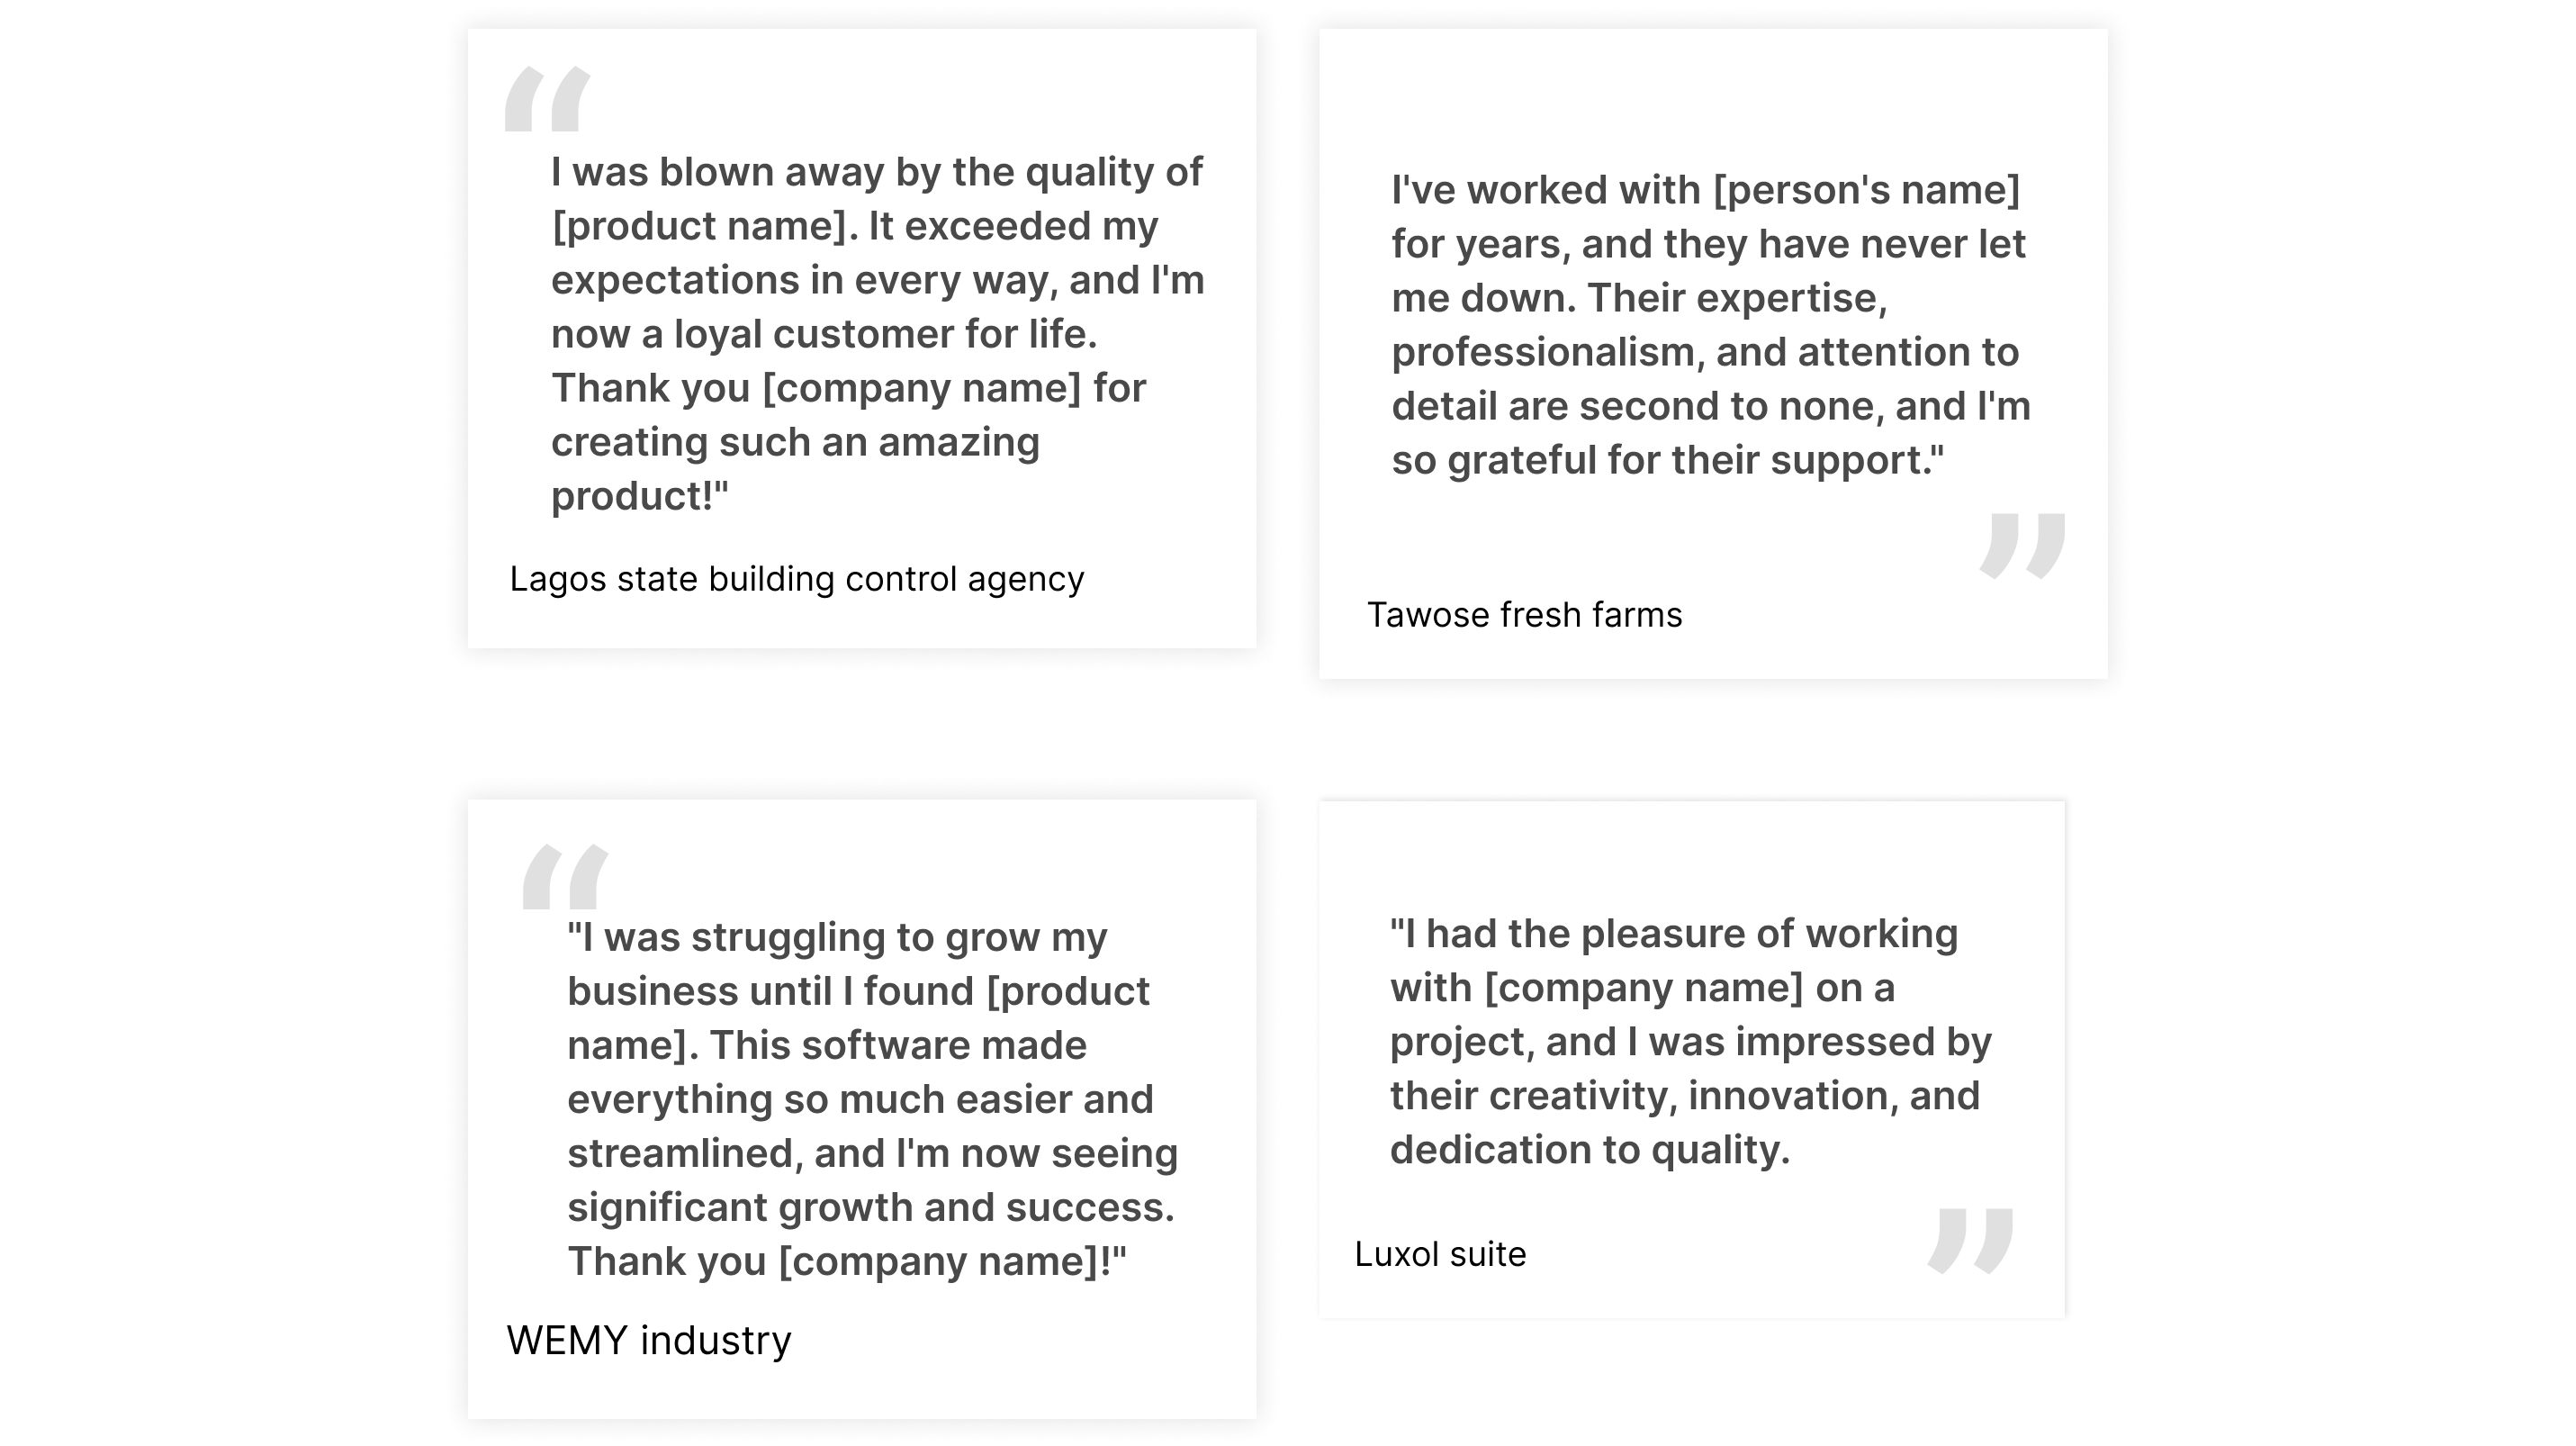 “
I was blown away by the quality of
[product name]. It exceeded my
expectations in every way, and I'm
now a loyal customer for life.
Thank you [company name] for
creating such an amazing
product!"
Lagos state building control agency
I've worked with [person's name]
for years, and they have never let
me down. Their expertise,
professionalism, and attention to
detail are second to none, and I'm
so grateful for their support."
”
Tawose fresh farms
“
"I was struggling to grow my
business until I found [product
name]. This software made
everything so much easier and
streamlined, and I'm now seeing
significant growth and success.
Thank you [company name]!"
WEMY industry
"I had the pleasure of working
with [company name] on a
project, and I was impressed by
their creativity, innovation, and
dedication to quality.
”
Luxol suite